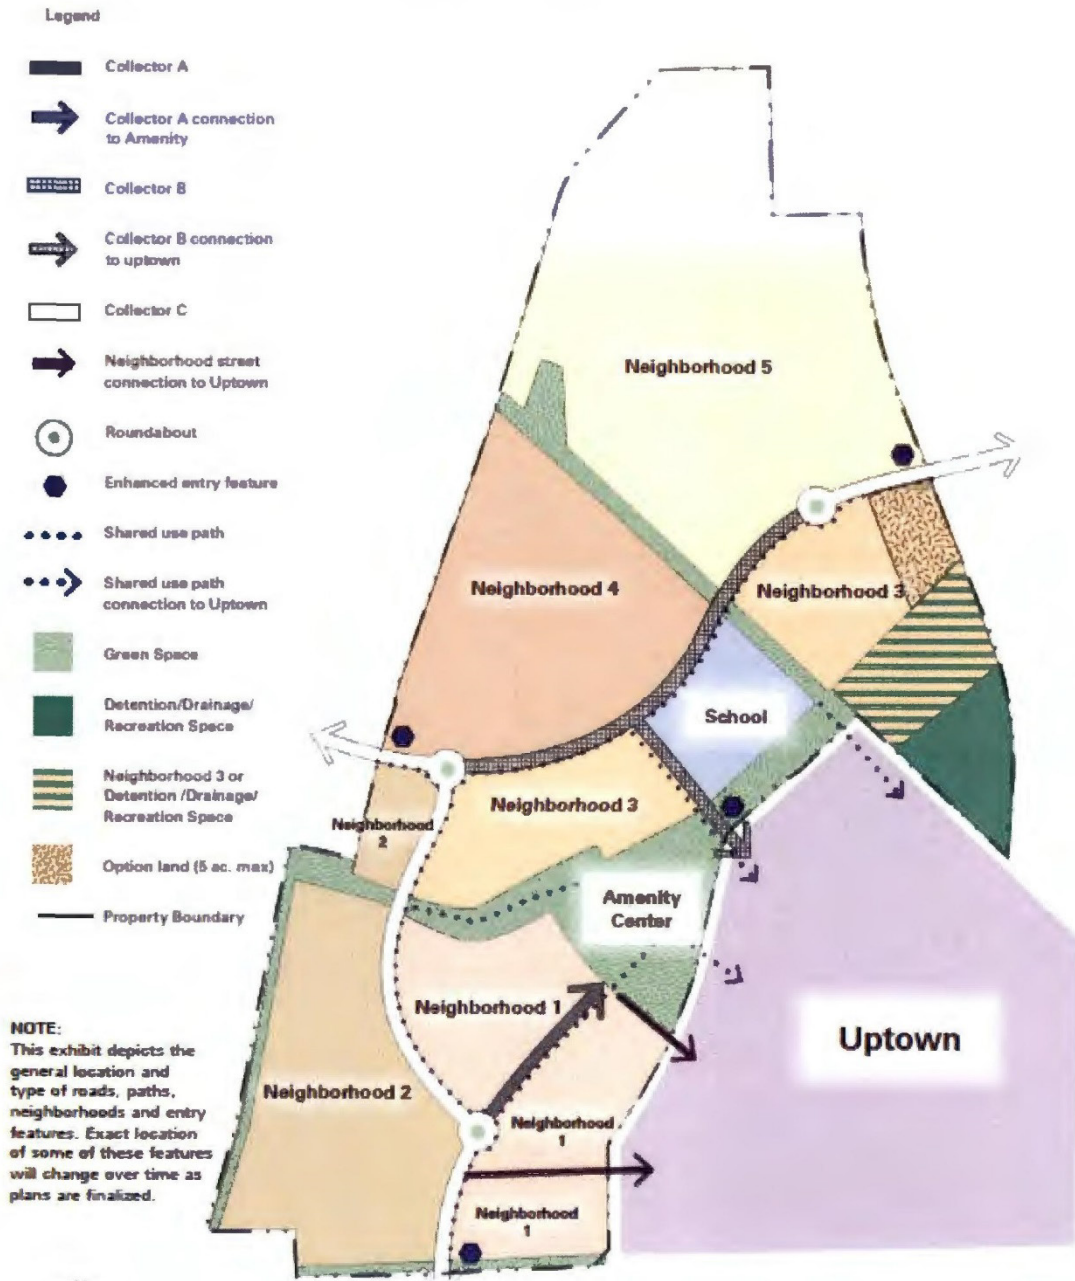 Legend
Collector A
Collector A connection
to Amenity
Collector B
Collector B connection
to uptown
Collector C
Neighborhood street
connection to Uptown
Roundabout
Enhanced entry feature
Shared use path
Shared use path
connection to Uptown
Green Space
Detention/Drainage/
Recreation Space
Neighborhood 3 or
Detention /Drainage/
Recreation Space
Option land (5 ac. max)
Property Boundary
NOTE:
This exhibit depicts the
general location and
type of roads, paths,
neighborhoods and entry
features. Exact location
of some of these features
will change over time as
plans are finalized.
Neighborhood 5
Neighborhood 4
Neighborhood 3
School
Neighborhood 3
Neighborhood
2
Amenity
Center
Neighborhood 1
Uptown
Neighborhood 2
Neighborhood
1
Neighborhood
1